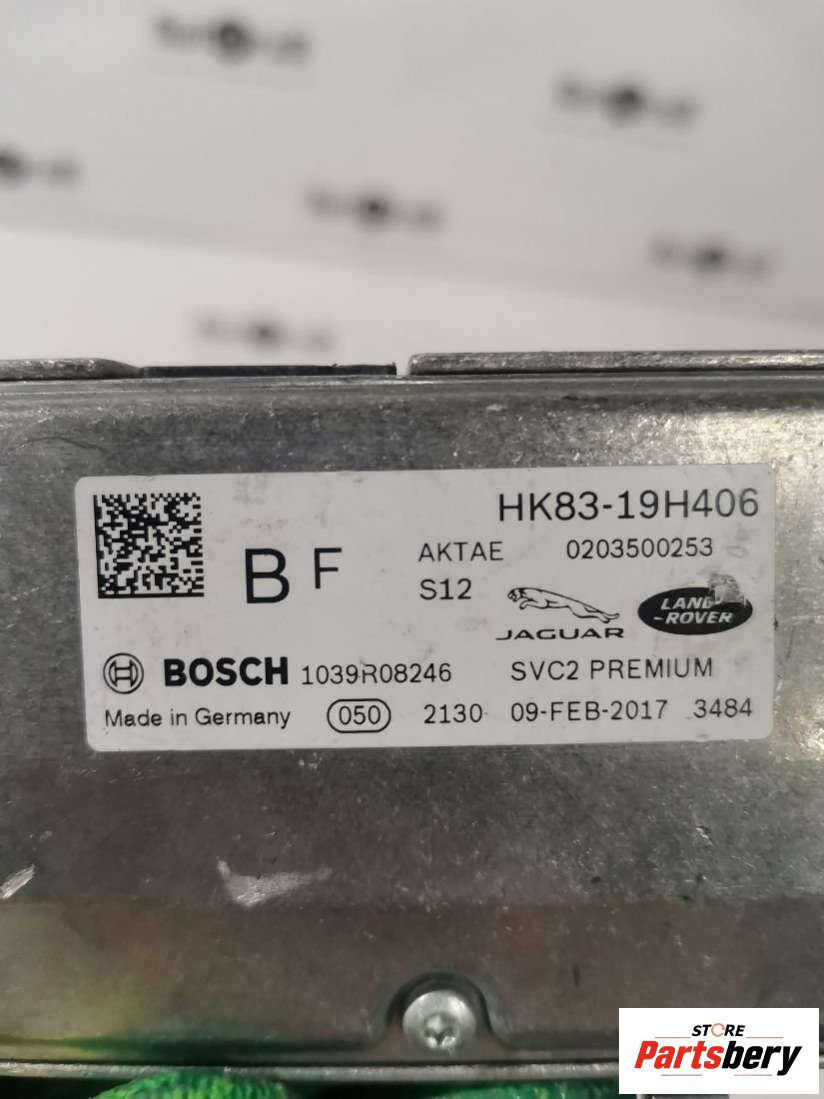 HK83-19H406
B F AKTAE 0203500253
S12
JAGUAR
LAND-
-ROVER
BOSCH 1039R08246 SVC2 PREMIUM
Made in Germany 050 2130 09-FEB-2017 3484
STORE
Partsbery